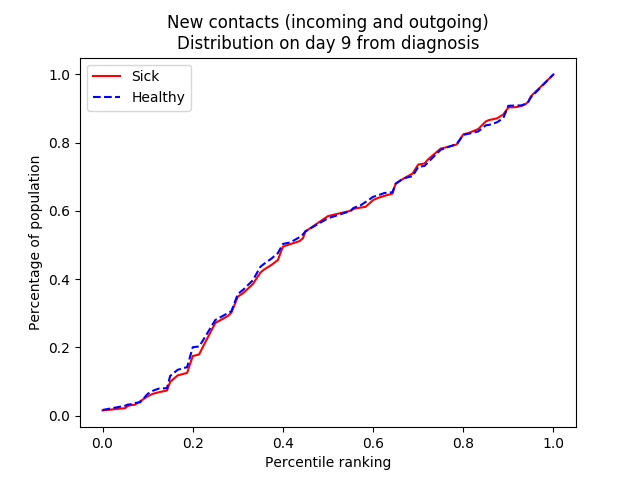 New contacts (incoming and outgoing)
Distribution on day 9 from diagnosis
Sick
Healthy
Percentage of population
1.0
0.8
0.6
0.4
0.2
0.0
0.0 0.2 0.4 0.6 0.8 1.0
Percentile ranking